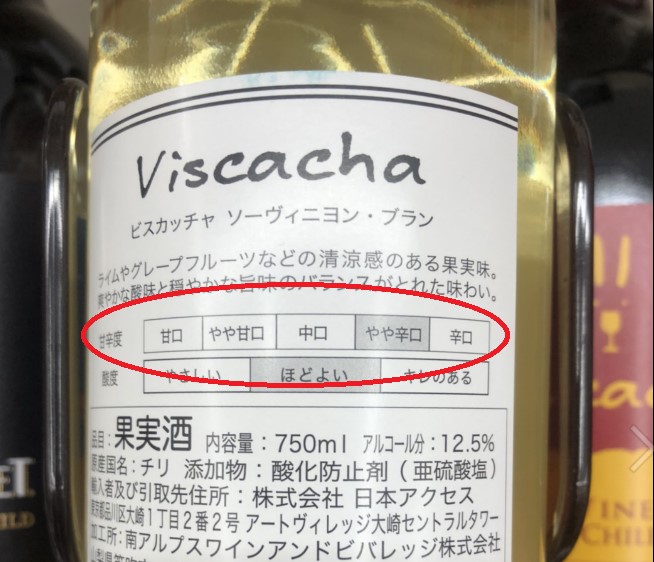 Viscacha
ビスカッチャ ソーヴィニヨン・ブラン
ライムやグレープフルーツなどの清涼感のある果実味。
爽やかな酸味と穏やかな旨味のバランスがとれた味わい。
甘辛度 甘口 やや甘口 中口 やや辛口 辛口
酸度 やさしい ほどよい キレのある
品目：果実酒 内容量：750ml アルコール分：12.5%
原産国名：チリ 添加物：酸化防止剤（亜硫酸塩）
輸入者及び引取先住所：株式会社 日本アクセス
東京都品川区大崎1丁目2番2号 アートヴィレッジ大崎セントラルタワー
加工所：南アルプスワインアンドビバレッジ株式会社
INE
CHIL